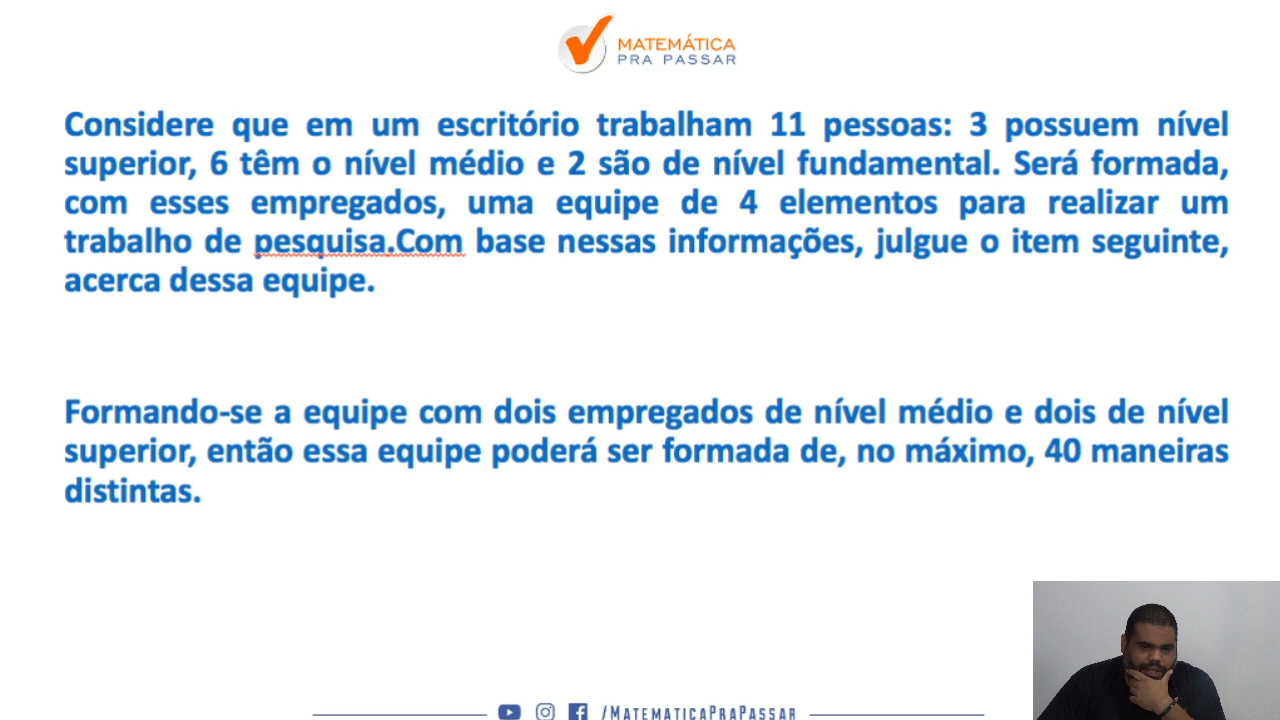 MATEMÁTICA
PRA PASSAR
Considere que em um escritório trabalham 11 pessoas: 3 possuem nível
superior, 6 têm o nível médio e 2 são de nível fundamental. Será formada,
com esses empregados, uma equipe de 4 elementos para realizar um
trabalho de pesquisa.Com base nessas informações, julgue o item seguinte,
acerca dessa equipe.
Formando-se a equipe com dois empregados de nível médio e dois de nível
superior, então essa equipe poderá ser formada de, no máximo, 40 maneiras
distintas.
/MATEMATICAPRAPASSAR